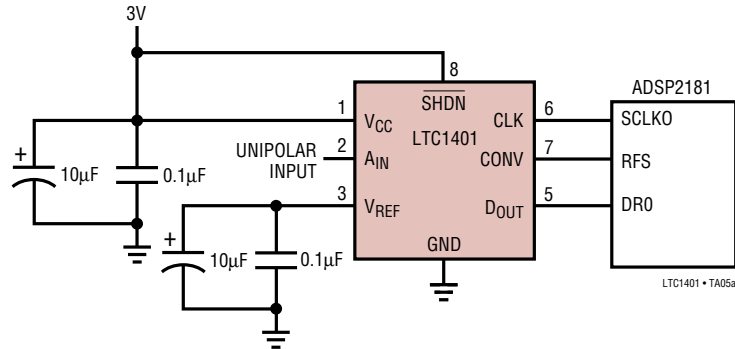 3V
8
SHDN
ADSP2181
1
VCC
CLK
6
SCLK0
LTC1401
UNIPOLAR
INPUT
2
AIN
CONV
7
RFS
+
10µF
0.1µF
3
VREF
DOUT
5
DR0
+
10µF
0.1µF
GND
LTC1401 • TA05a